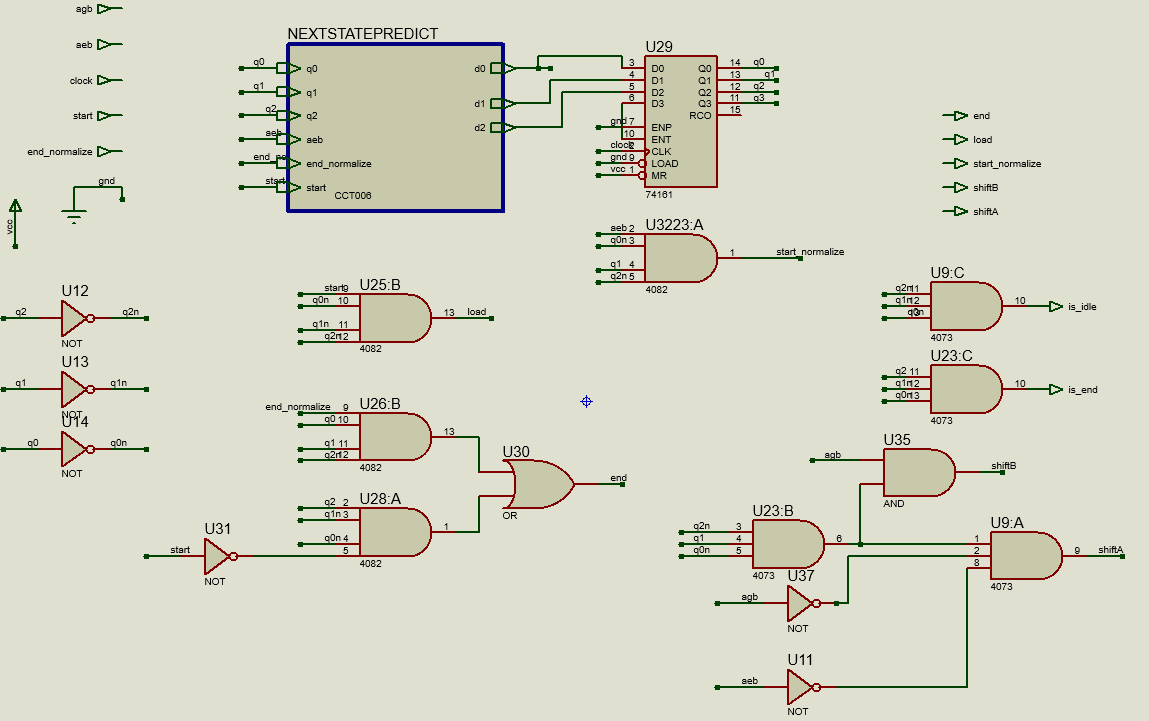 agb
aeb
clock
start
end_normalize
gnd
vcc
NEXTSTATEPREDICT
q0 q0 d0
q1 q1 d1
q2 q2 d2
aeb aeb
end_no end_normalize
start start
CCT006
U29
3 D0 Q0 14 q0
4 D1 Q1 13 q1
5 D2 Q2 12 q2
6 D3 Q3 11 q3
RCO 15
gnd 7 ENP
10 ENT
clock 2 CLK
gnd 9 LOAD
vcc 1 MR
74161
end
load
start_normalize
shiftB
shiftA
U3223:A
aeb 2
q0n 3
q1 4
q2n 5
1 start_normalize
4082
U12
q2 q2n
NOT
U13
q1 q1n
NOT
U14
q0 q0n
NOT
U25:B
start 9
q0n 10
q1n 11
q2n 12
13 load
4082
U26:B
end_normalize 9
q0 10
q1 11
q2n 12
13
4082
U28:A
q2 2
q1n 3
q0n 4
5
1
4082
U31
start
NOT
U30
end
OR
U9:C
q2n 11
q1n 12
q0n 13
10 is_idle
4073
U23:C
q2 11
q1n 12
q0n 13
10 is_end
4073
U35
agb
shiftB
AND
U23:B
q2n 3
q1 4
q0n 5
6
4073
U9:A
1
2
8
9 shiftA
4073
U37
agb
NOT
U11
aeb
NOT